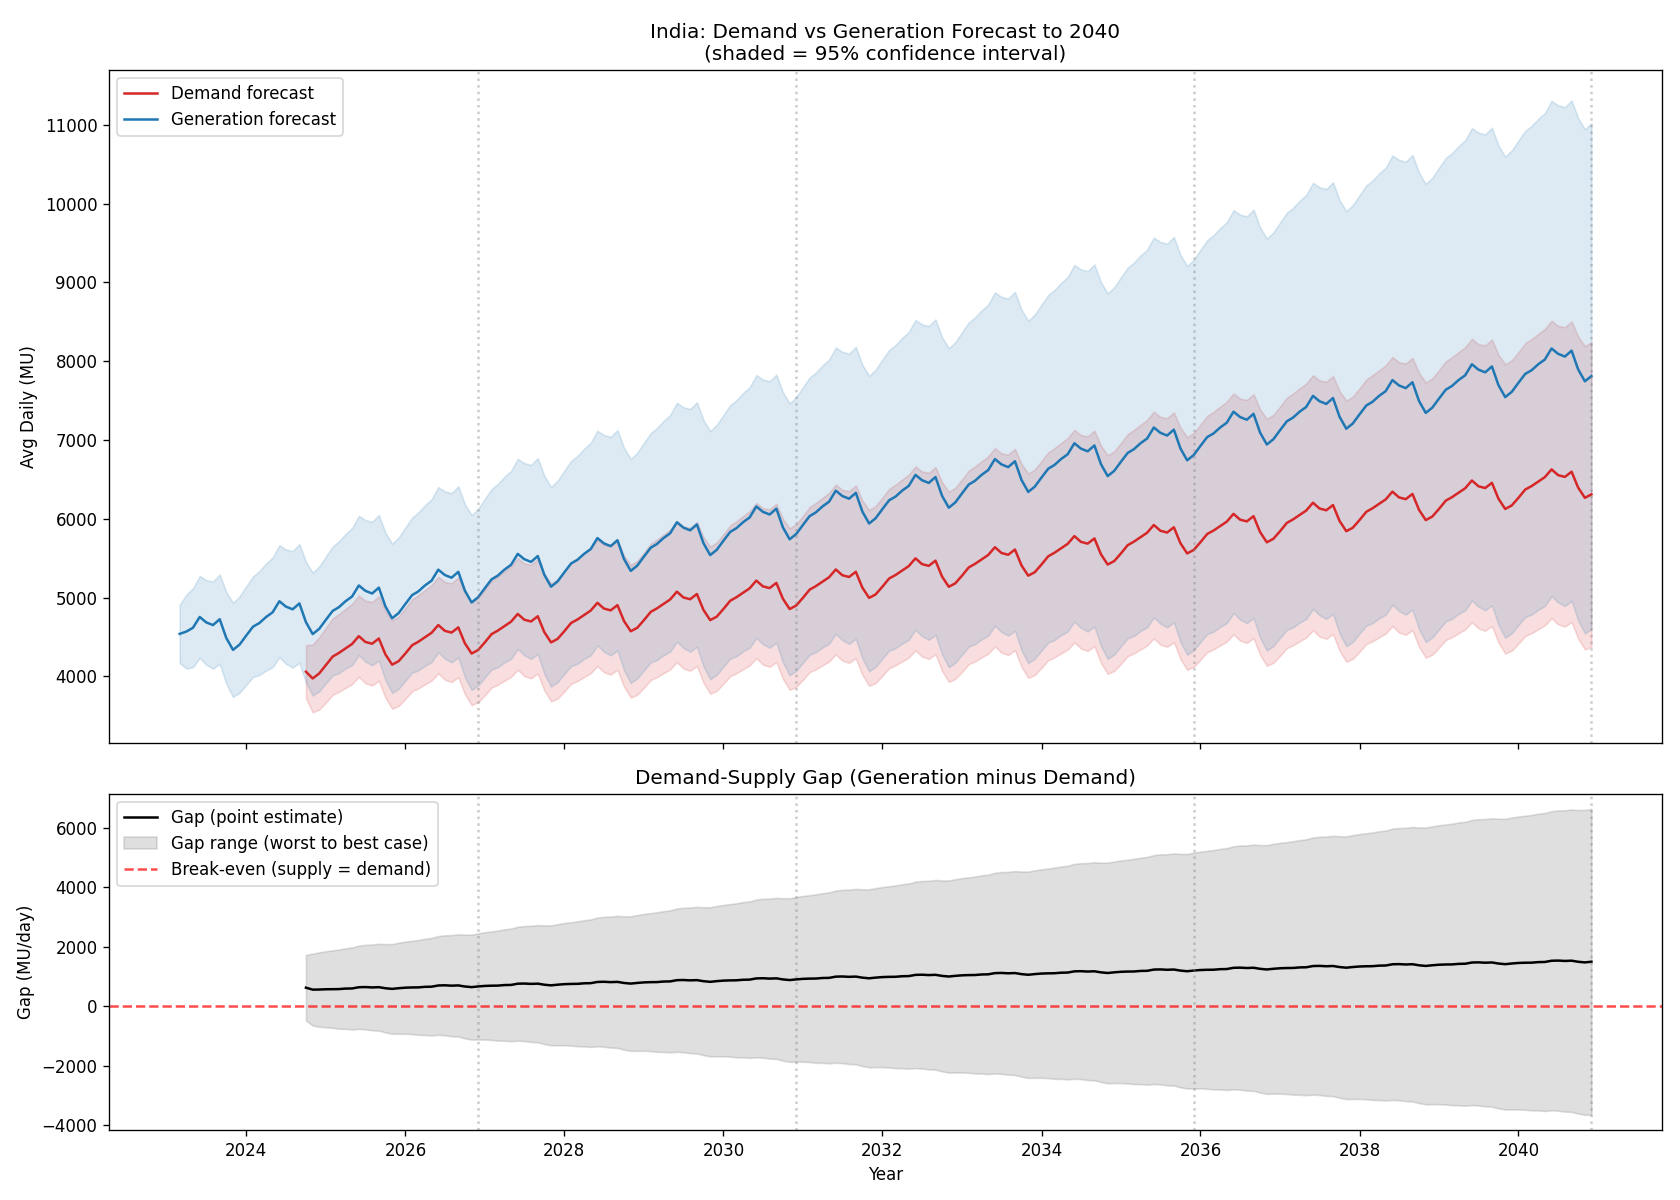 India: Demand vs Generation Forecast to 2040
(shaded = 95% confidence interval)
Demand forecast
Generation forecast
11000
10000
9000
8000
7000
6000
5000
4000
Avg Daily (MU)
Demand-Supply Gap (Generation minus Demand)
Gap (point estimate)
Gap range (worst to best case)
Break-even (supply = demand)
6000
4000
2000
0
−2000
−4000
Gap (MU/day)
2024 2026 2028 2030 2032 2034 2036 2038 2040
Year